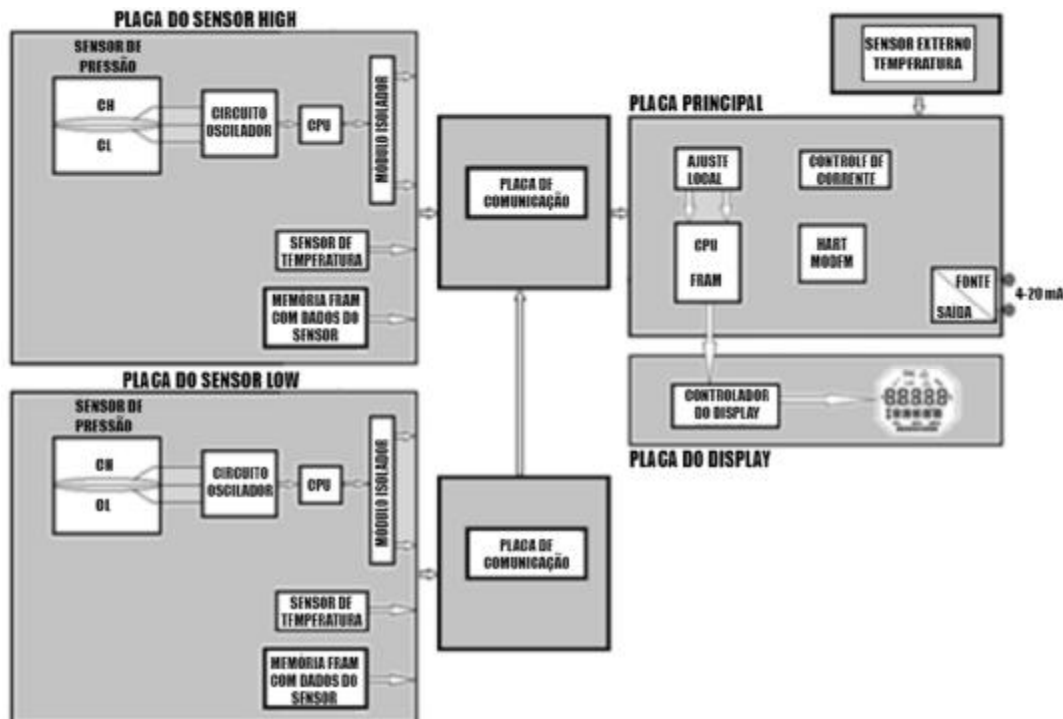 PLACA DO SENSOR HIGH
SENSOR DE
PRESSÃO
CH
CL
CIRCUITO
OSCILADOR
CPU
MÓDULO ISOLADOR
SENSOR DE
TEMPERATURA
MEMÓRIA FRAM
COM DADOS DO
SENSOR
PLACA DE
COMUNICAÇÃO
SENSOR EXTERNO
TEMPERATURA
PLACA PRINCIPAL
AJUSTE
LOCAL
CONTROLE DE
CORRENTE
CPU
FRAM
HART
MODEM
FONTE
SAÍDA
4-20 mA
CONTROLADOR
DO DISPLAY
88888
PLACA DO DISPLAY
PLACA DO SENSOR LOW
SENSOR DE
PRESSÃO
CH
CL
CIRCUITO
OSCILADOR
CPU
MÓDULO ISOLADOR
SENSOR DE
TEMPERATURA
MEMÓRIA FRAM
COM DADOS DO
SENSOR
PLACA DE
COMUNICAÇÃO